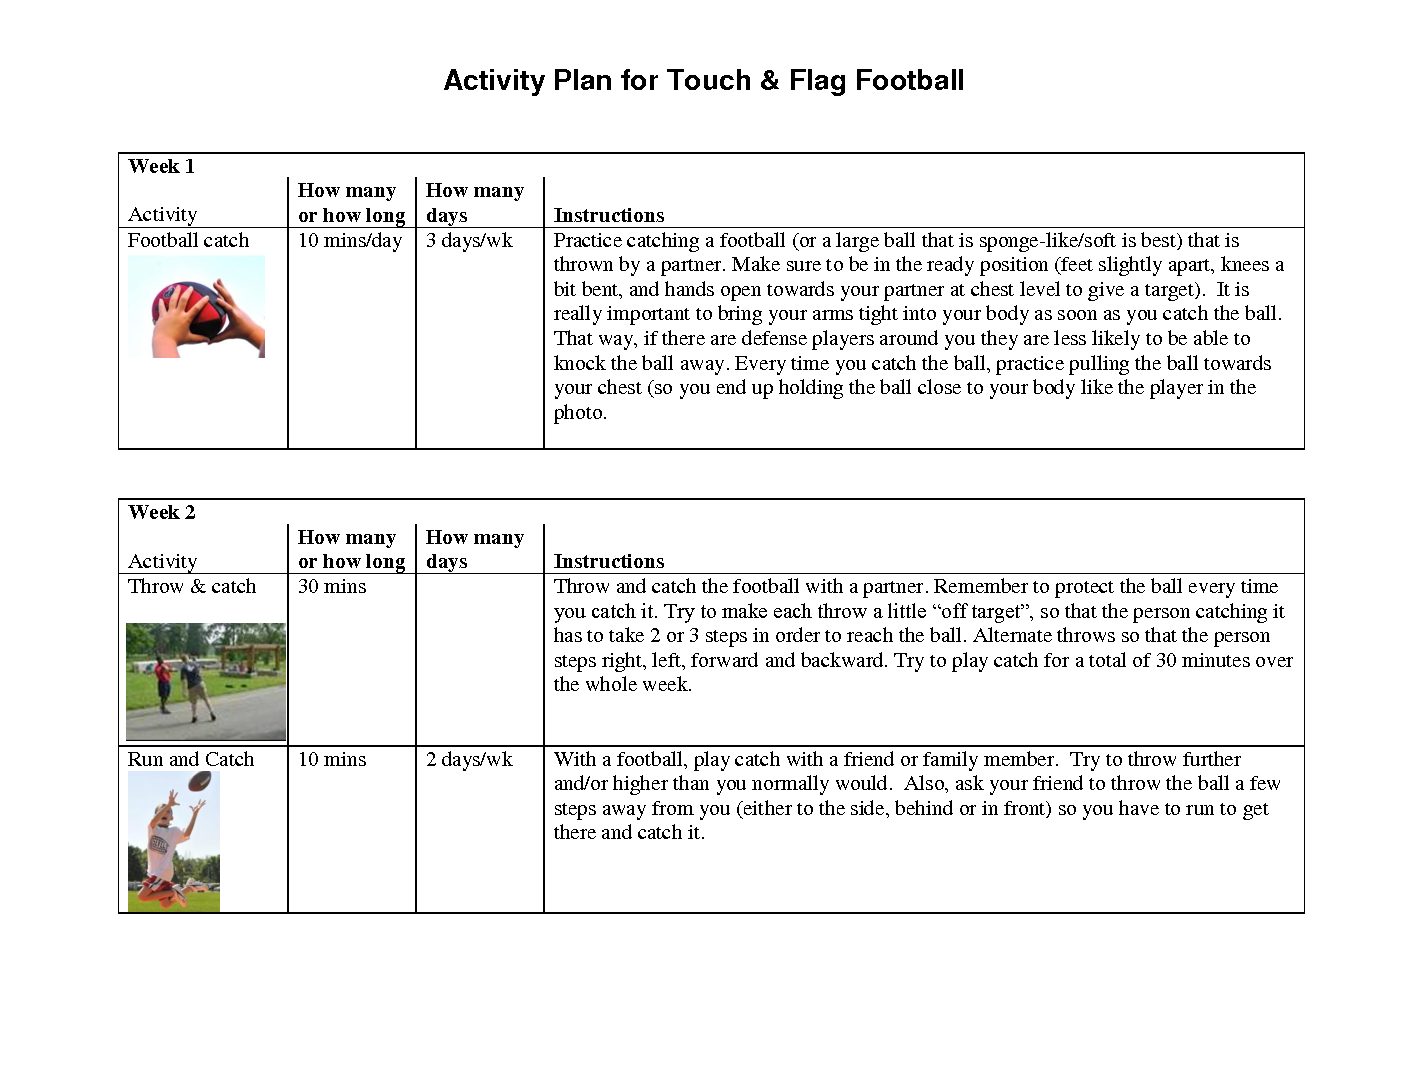 Activity Plan for Touch & Flag Football
Week 1
Activity
How many
or how long
How many
days
Instructions
Football catch
10 mins/day
3 days/wk
Practice catching a football (or a large ball that is sponge-like/soft is best) that is
thrown by a partner. Make sure to be in the ready position (feet slightly apart, knees a
bit bent, and hands open towards your partner at chest level to give a target).  It is
really important to bring your arms tight into your body as soon as you catch the ball.
That way, if there are defense players around you they are less likely to be able to
knock the ball away. Every time you catch the ball, practice pulling the ball towards
your chest (so you end up holding the ball close to your body like the player in the
photo.
Week 2
Activity
How many
or how long
How many
days
Instructions
Throw & catch
30 mins
Throw and catch the football with a partner. Remember to protect the ball every time
you catch it. Try to make each throw a little “off target”, so that the person catching it
has to take 2 or 3 steps in order to reach the ball. Alternate throws so that the person
steps right, left, forward and backward. Try to play catch for a total of 30 minutes over
the whole week.
Run and Catch
10 mins
2 days/wk
With a football, play catch with a friend or family member.  Try to throw further
and/or higher than you normally would.  Also, ask your friend to throw the ball a few
steps away from you (either to the side, behind or in front) so you have to run to get
there and catch it.